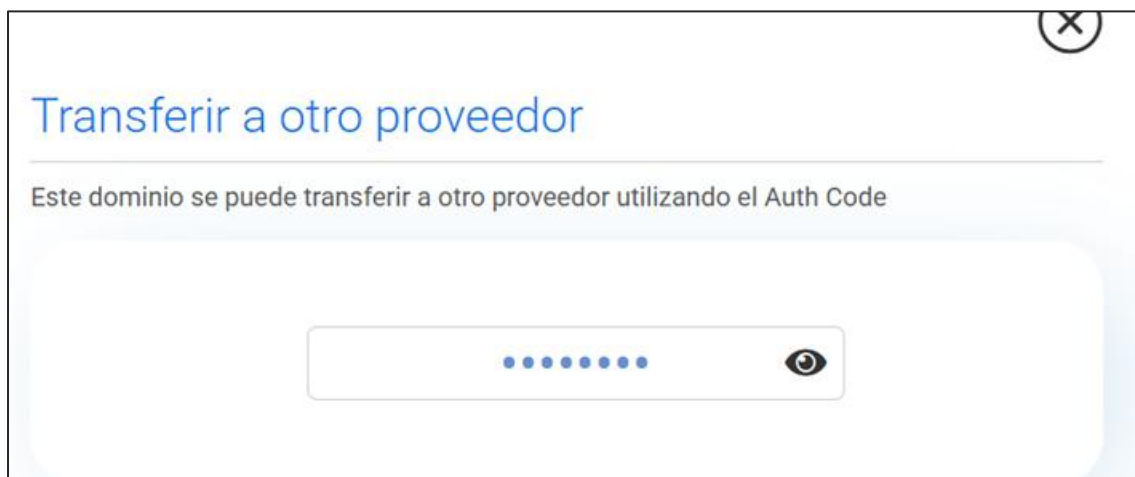 Transferir a otro proveedor
Este dominio se puede transferir a otro proveedor utilizando el Auth Code
••••••••